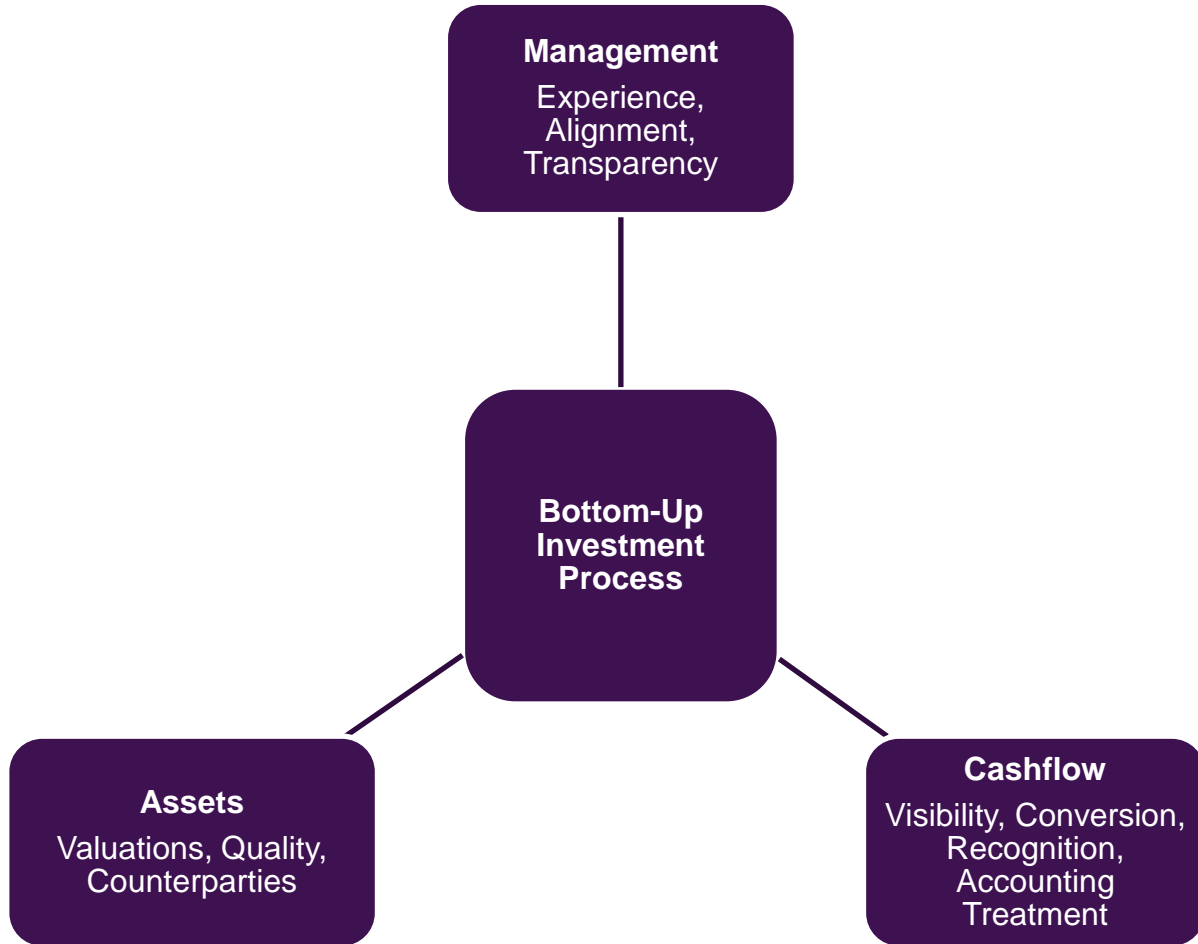 Management
Experience,
Alignment,
Transparency
Bottom-Up
Investment
Process
Assets
Valuations, Quality,
Counterparties
Cashflow
Visibility, Conversion,
Recognition,
Accounting
Treatment